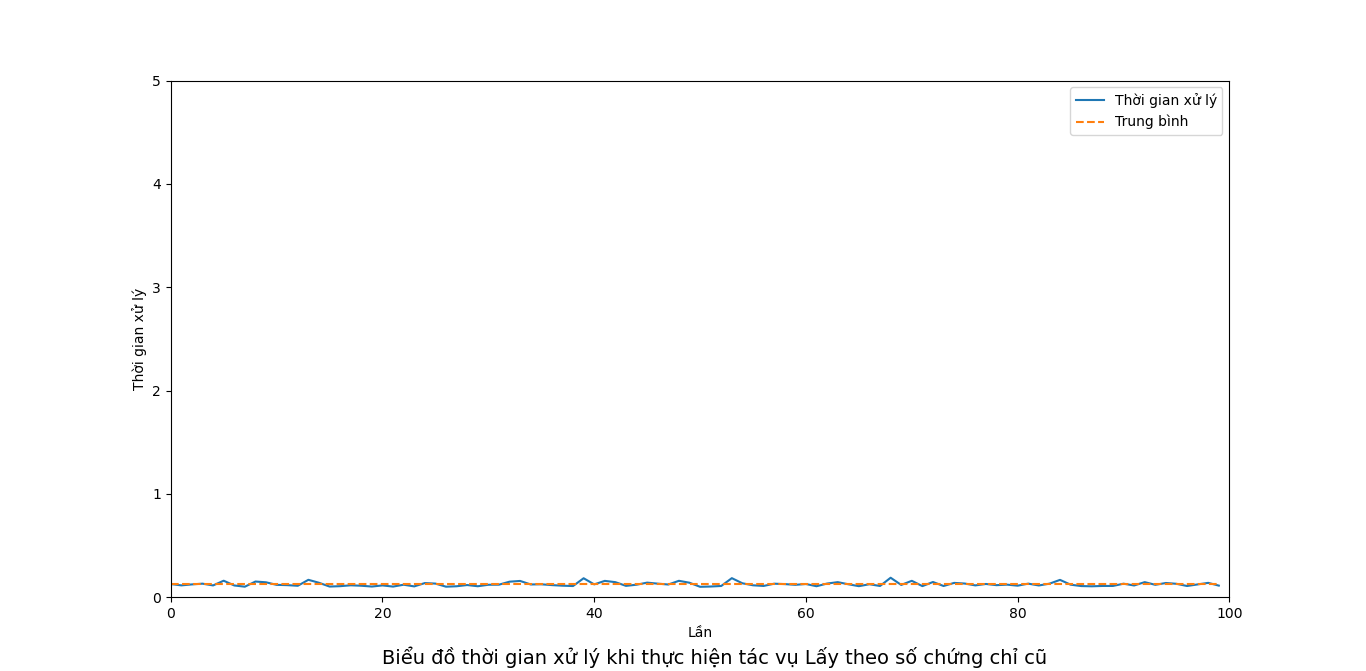 5
4
3
2
1
0
Thời gian xử lý
Thời gian xử lý
Trung bình
0 20 40 60 80 100
Lần
Biểu đồ thời gian xử lý khi thực hiện tác vụ Lấy theo số chứng chỉ cũ